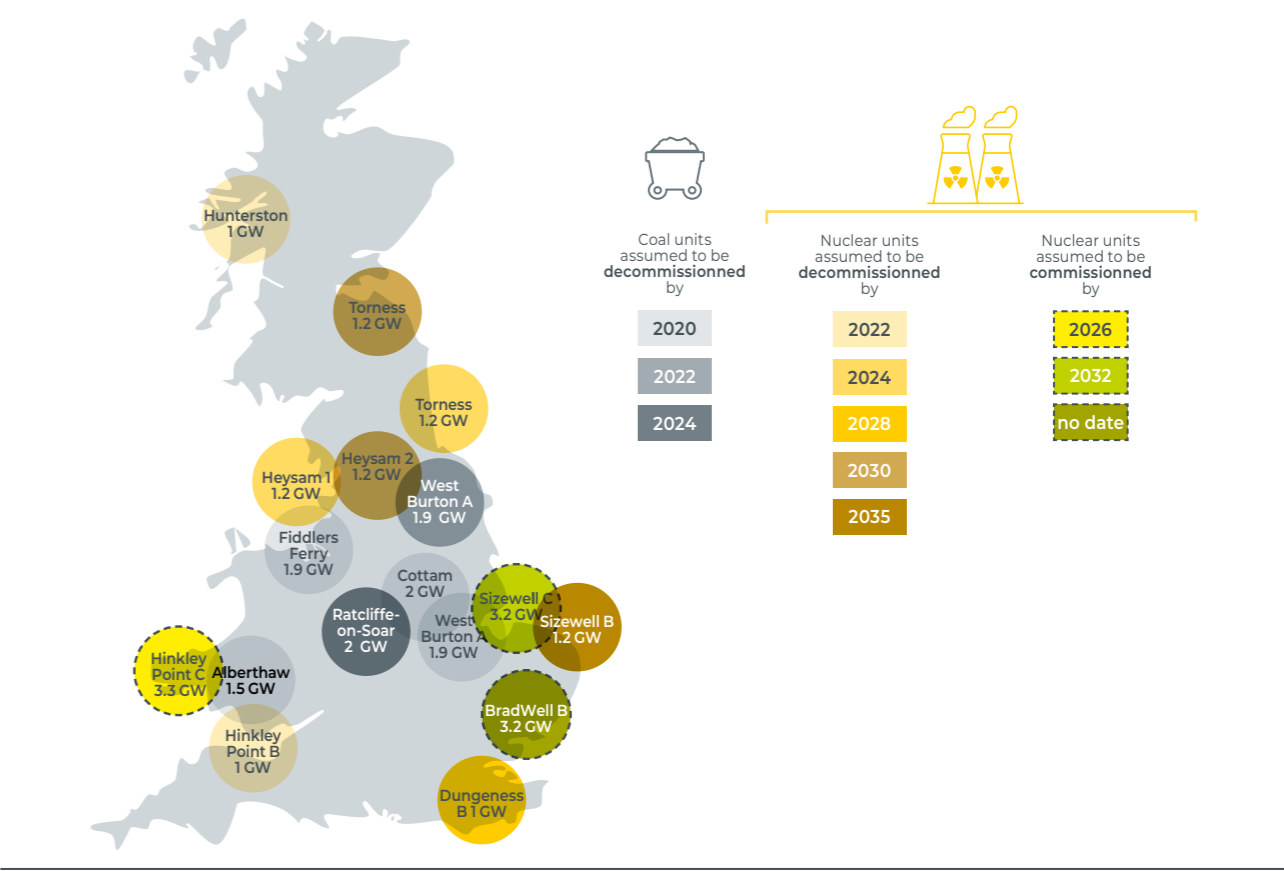 Hunterston
1 GW
Torness
1.2 GW
Torness
1.2 GW
Heysam 2
1.2 GW
Heysam 1
1.2 GW
West
Burton A
1.9 GW
Fiddlers
Ferry
1.9 GW
Cottam
2 GW
Sizewell C
3.2 GW
Ratcliffe-
on-Soar
2 GW
West
Burton A
1.9 GW
Sizewell B
1.2 GW
Hinkley
Point C
3.3 GW
Alberthaw
1.5 GW
BradWell B
3.2 GW
Hinkley
Point B
1 GW
Dungeness
B 1 GW
Coal units
assumed to be
decommissionned
by
2020
2022
2024
Nuclear units
assumed to be
decommissionned
by
2022
2024
2028
2030
2035
Nuclear units
assumed to be
commissionned
by
2026
2032
no date